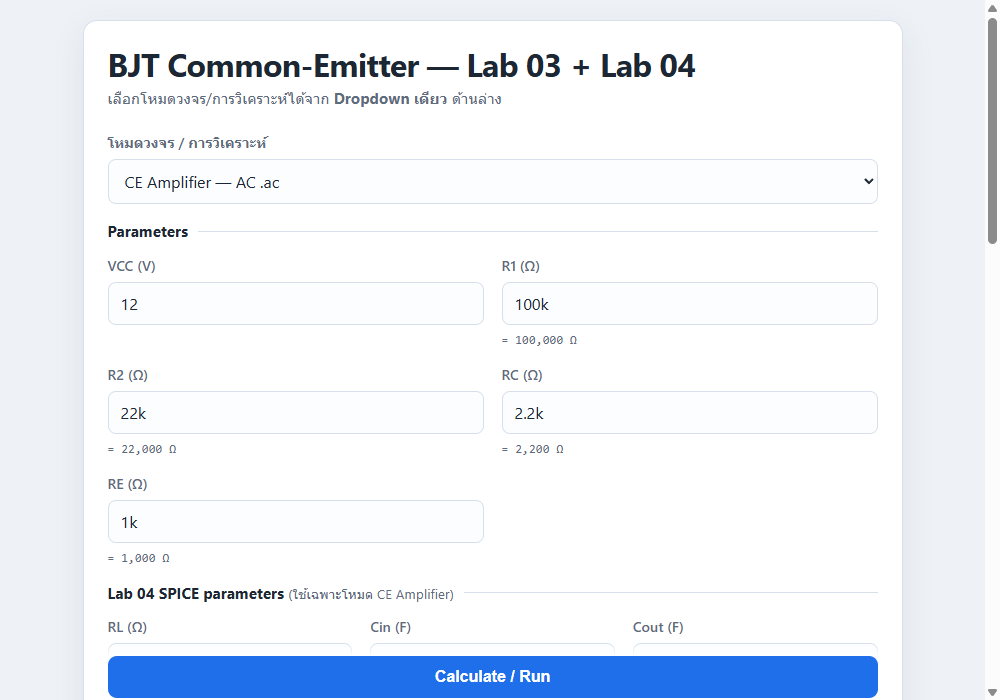 BJT Common-Emitter — Lab 03 + Lab 04
เลือกโหมดวงจร/การวิเคราะห์ได้จาก Dropdown เดียว ด้านล่าง
โหมดวงจร / การวิเคราะห์
CE Amplifier — AC .ac
Parameters
VCC (V)
12
R1 (Ω)
100k
= 100,000 Ω
R2 (Ω)
22k
= 22,000 Ω
RC (Ω)
2.2k
= 2,200 Ω
RE (Ω)
1k
= 1,000 Ω
Lab 04 SPICE parameters (ใช้เฉพาะโหมด CE Amplifier)
RL (Ω)
Cin (F)
Cout (F)
Calculate / Run